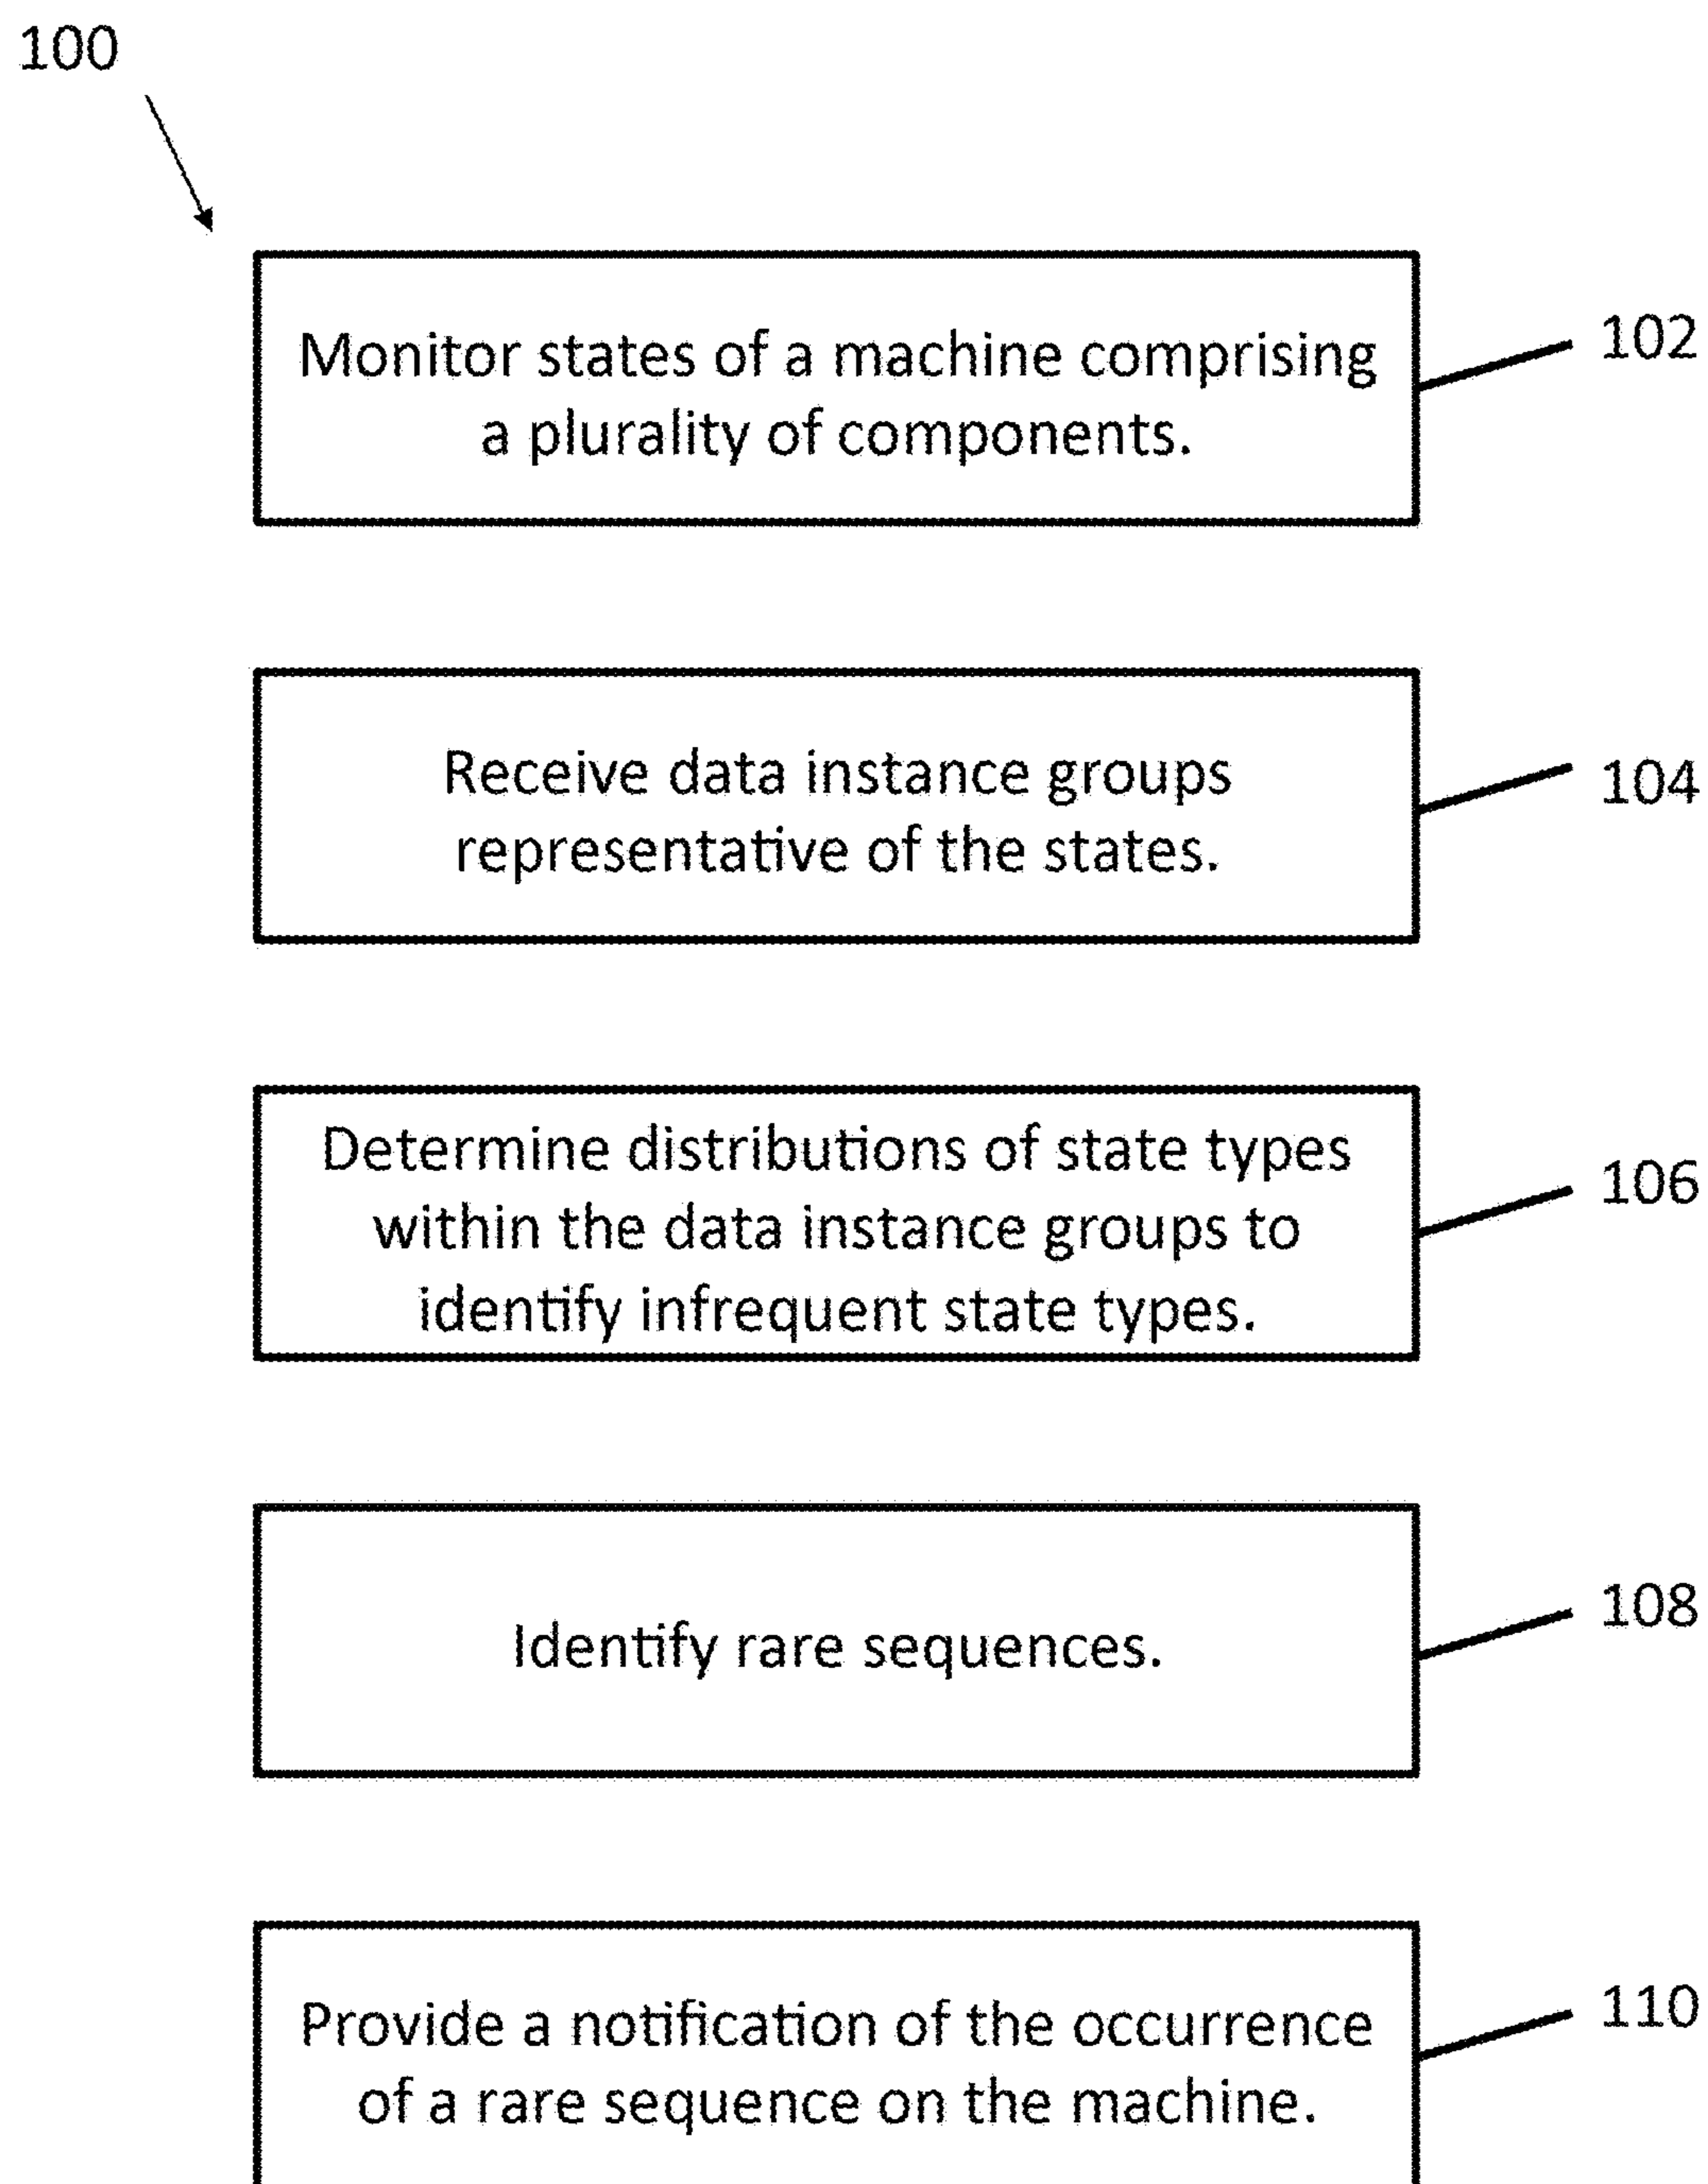 100
Monitor states of a machine comprising
a plurality of components.
102
Receive data instance groups
representative of the states.
104
Determine distributions of state types
within the data instance groups to
identify infrequent state types.
106
Identify rare sequences.
108
Provide a notification of the occurrence
of a rare sequence on the machine.
110